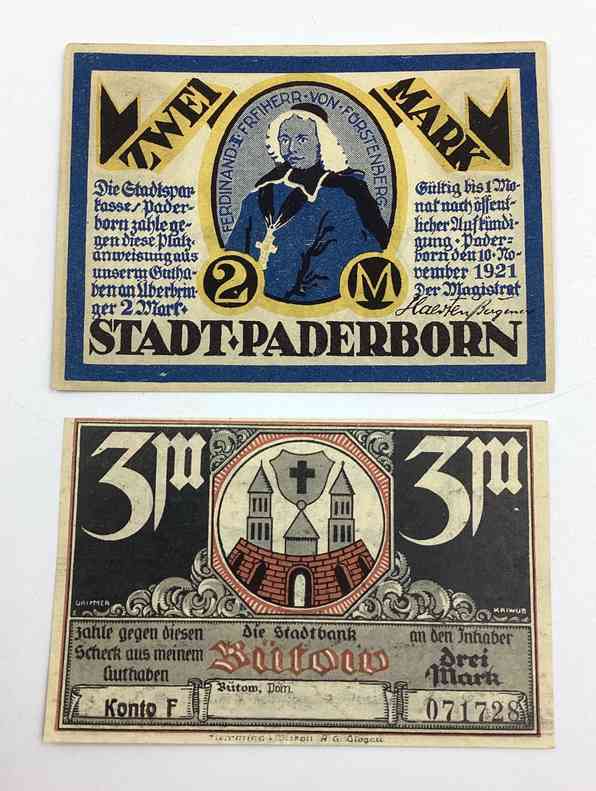 ZWEI MARK
FERDINAND·II·FREIHERR·VON·FÜRSTENBERG
Die Stadtspar-
kasse, Pader-
born zahle ge-
gen diese Platz-
anweisung aus
unserm Gutha-
ben an Überbrin-
ger 2 Mark.
Gültig bis 1 Mo-
nat nach öffent-
licher Aufkündi-
gung. Pader-
born den 10. No-
vember 1921
Der Magistrat
2 M
STADT·PADERBORN
3M 3M
GRIMMER KRIWUB
zahle gegen diesen
Scheck aus meinem
Guthaben
Die Stadtbank
Bütow
an den Inhaber
drei
Mark
Konto F
Bütow, Pom.
071728
A. G. Glogau